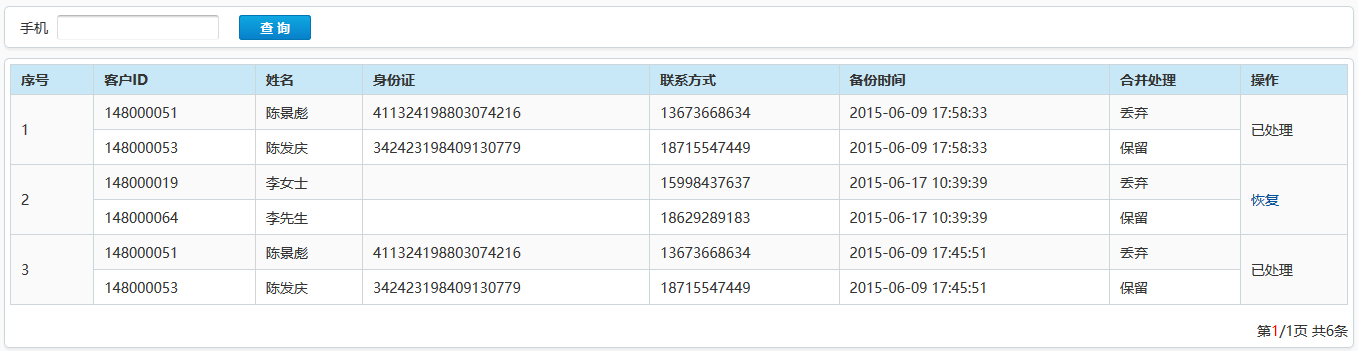 手机 查 询
序号 客户ID 姓名 身份证 联系方式 备份时间 合并处理 操作
1 148000051 陈景彪 411324198803074216 13673668634 2015-06-09 17:58:33 丢弃 已处理
148000053 陈发庆 342423198409130779 18715547449 2015-06-09 17:58:33 保留
2 148000019 李女士 15998437637 2015-06-17 10:39:39 丢弃 恢复
148000064 李先生 18629289183 2015-06-17 10:39:39 保留
3 148000051 陈景彪 411324198803074216 13673668634 2015-06-09 17:45:51 丢弃 已处理
148000053 陈发庆 342423198409130779 18715547449 2015-06-09 17:45:51 保留
第1/1页 共6条